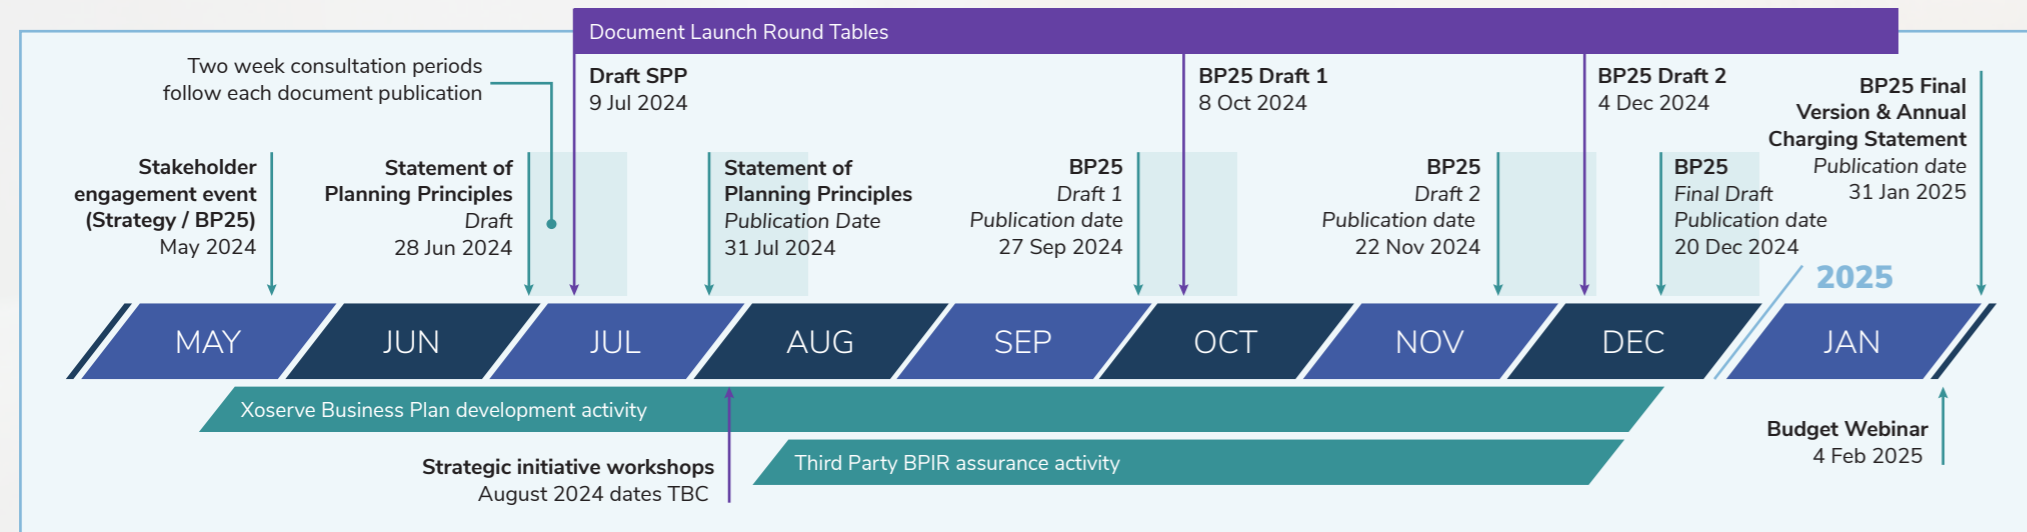 Document Launch Round Tables
Two week consultation periods
follow each document publication
Draft SPP
9 Jul 2024
BP25 Draft 1
8 Oct 2024
BP25 Draft 2
4 Dec 2024
BP25 Final
Version & Annual
Charging Statement
Publication date
31 Jan 2025
Stakeholder
engagement event
(Strategy / BP25)
May 2024
Statement of
Planning Principles
Draft
28 Jun 2024
Statement of
Planning Principles
Publication Date
31 Jul 2024
BP25
Draft 1
Publication date
27 Sep 2024
BP25
Draft 2
Publication date
22 Nov 2024
BP25
Final Draft
Publication date
20 Dec 2024
2025
MAY
JUN
JUL
AUG
SEP
OCT
NOV
DEC
JAN
Xoserve Business Plan development activity
Third Party BPIR assurance activity
Strategic initiative workshops
August 2024 dates TBC
Budget Webinar
4 Feb 2025